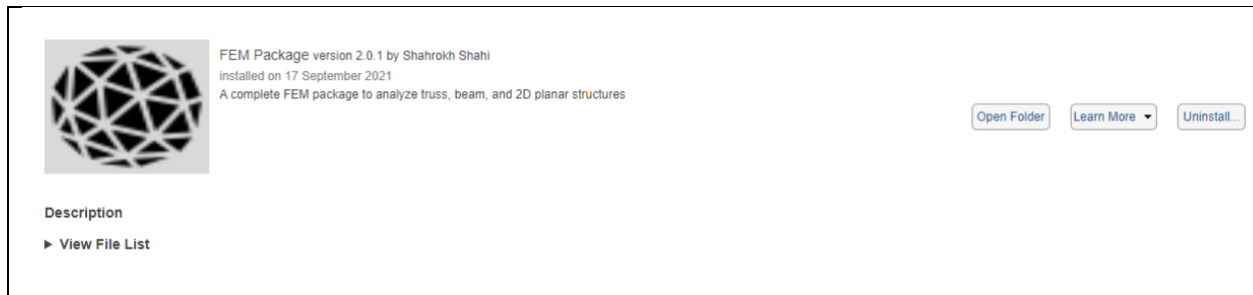 FEM Package version 2.0.1 by Shahrokh Shahi
installed on 17 September 2021
A complete FEM package to analyze truss, beam, and 2D planar structures
Open Folder
Learn More
Uninstall...
Description
View File List